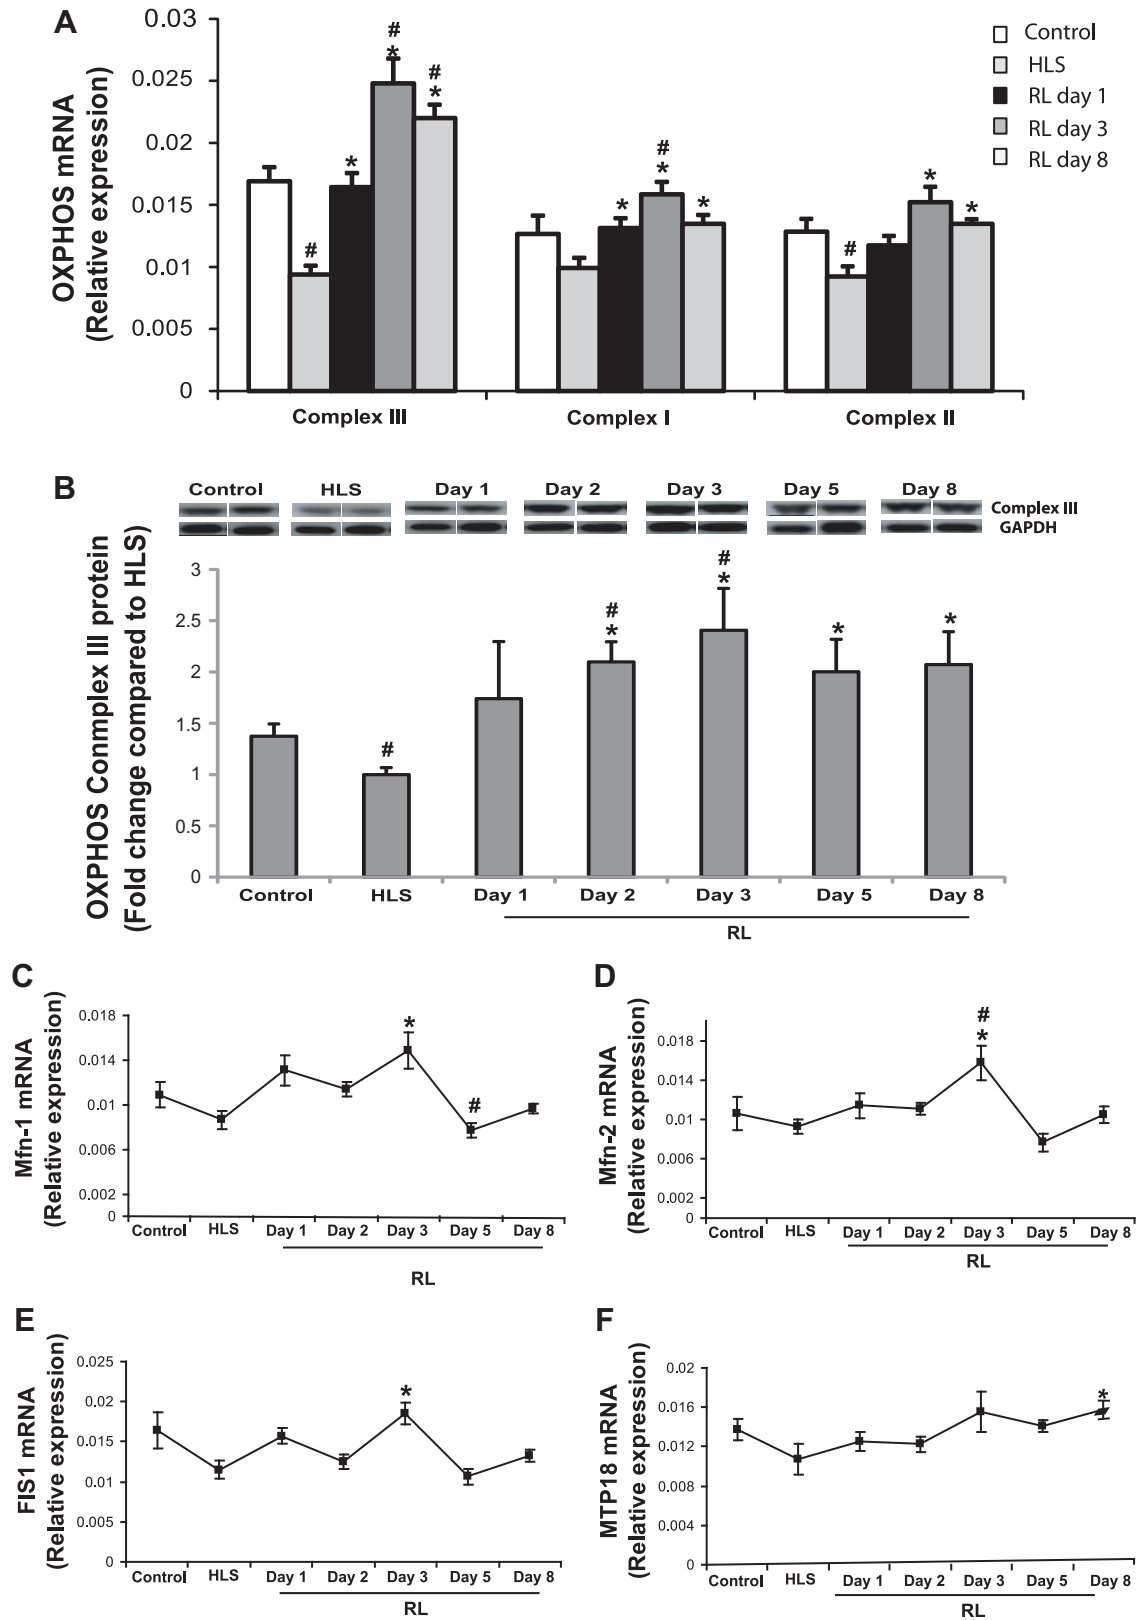 A
OXPHOS mRNA
(Relative expression)
0.03
0.025
0.02
0.015
0.01
0.005
0
# * # * # * # * * * # * *
Control
HLS
RL day 1
RL day 3
RL day 8
Complex III Complex I Complex II
B
Control HLS Day 1 Day 2 Day 3 Day 5 Day 8
Complex III
GAPDH
OXPHOS Conmplex III protein
(Fold change compared to HLS)
3
2.5
2
1.5
1
0.5
0
# # * # * * *
Control HLS Day 1 Day 2 Day 3 Day 5 Day 8
RL
C
Mfn-1 mRNA
(Relative expression)
0.018
0.014
0.01
0.006
0.002
0
* #
Control HLS Day 1 Day 2 Day 3 Day 5 Day 8
RL
D
Mfn-2 mRNA
(Relative expression)
0.018
0.014
0.01
0.006
0.002
0
# *
Control HLS Day 1 Day 2 Day 3 Day 5 Day 8
RL
E
FIS1 mRNA
(Relative expression)
0.025
0.02
0.015
0.01
0.005
0
*
Control HLS Day 1 Day 2 Day 3 Day 5 Day 8
RL
F
MTP18 mRNA
(Relative expression)
0.02
0.016
0.012
0.008
0.004
0
*
Control HLS Day 1 Day 2 Day 3 Day 5 Day 8
RL